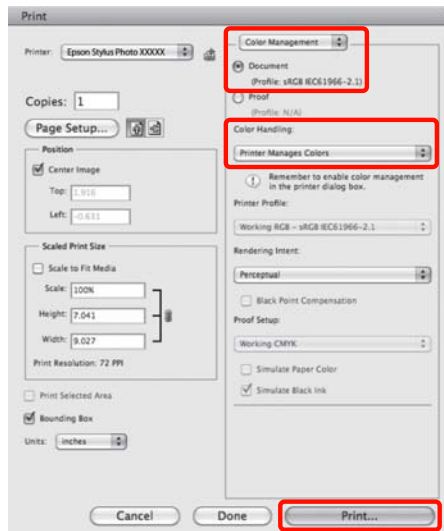 Print
Printer: Epson Stylus Photo XXXXX
Copies: 1
Page Setup...
Position
Center Image
Top: 1.916
Left: -0.631
Scaled Print Size
Scale to Fit Media
Scale: 100%
Height: 7.041
Width: 9.027
Print Resolution: 72 PPI
Print Selected Area
Bounding Box
Units: inches
Color Management
Document
(Profile: sRGB IEC61966-2.1)
Proof
(Profile: N/A)
Color Handling:
Printer Manages Colors
Remember to enable color management
in the printer dialog box.
Printer Profile:
Working RGB - sRGB IEC61966-2.1
Rendering Intent:
Perceptual
Black Point Compensation
Proof Setup:
Working CMYK
Simulate Paper Color
Simulate Black Ink
Cancel
Done
Print...